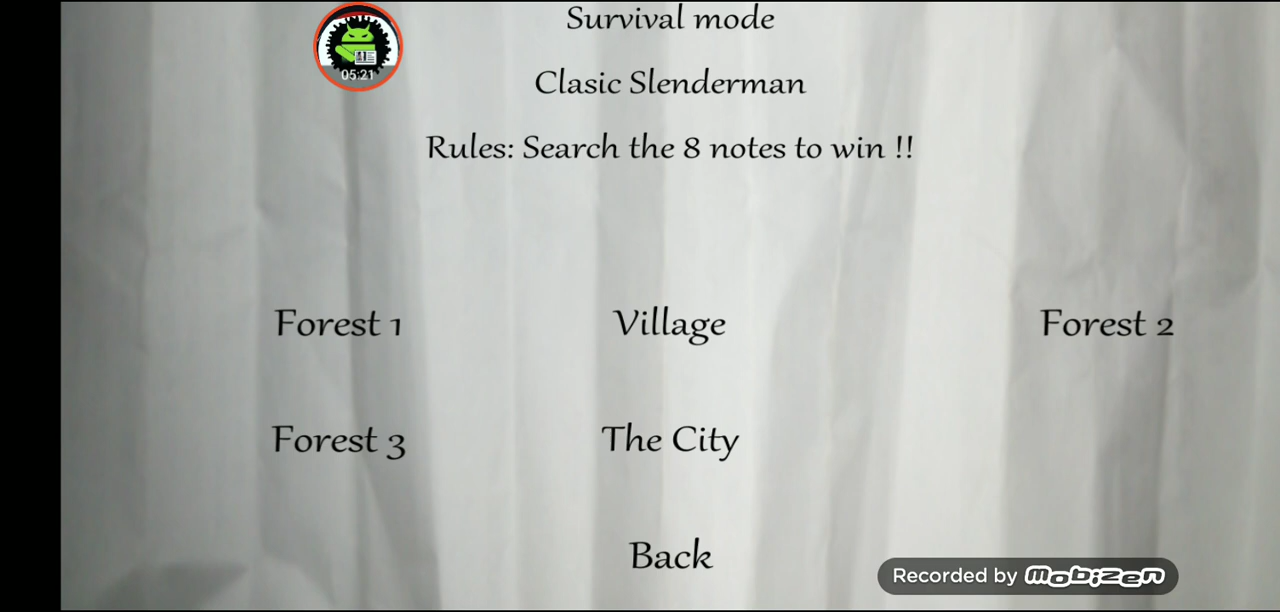 Survival mode
05:21
Clasic Slenderman
Rules: Search the 8 notes to win !!
Forest 1 Village Forest 2
Forest 3 The City
Back
Recorded by mobizen